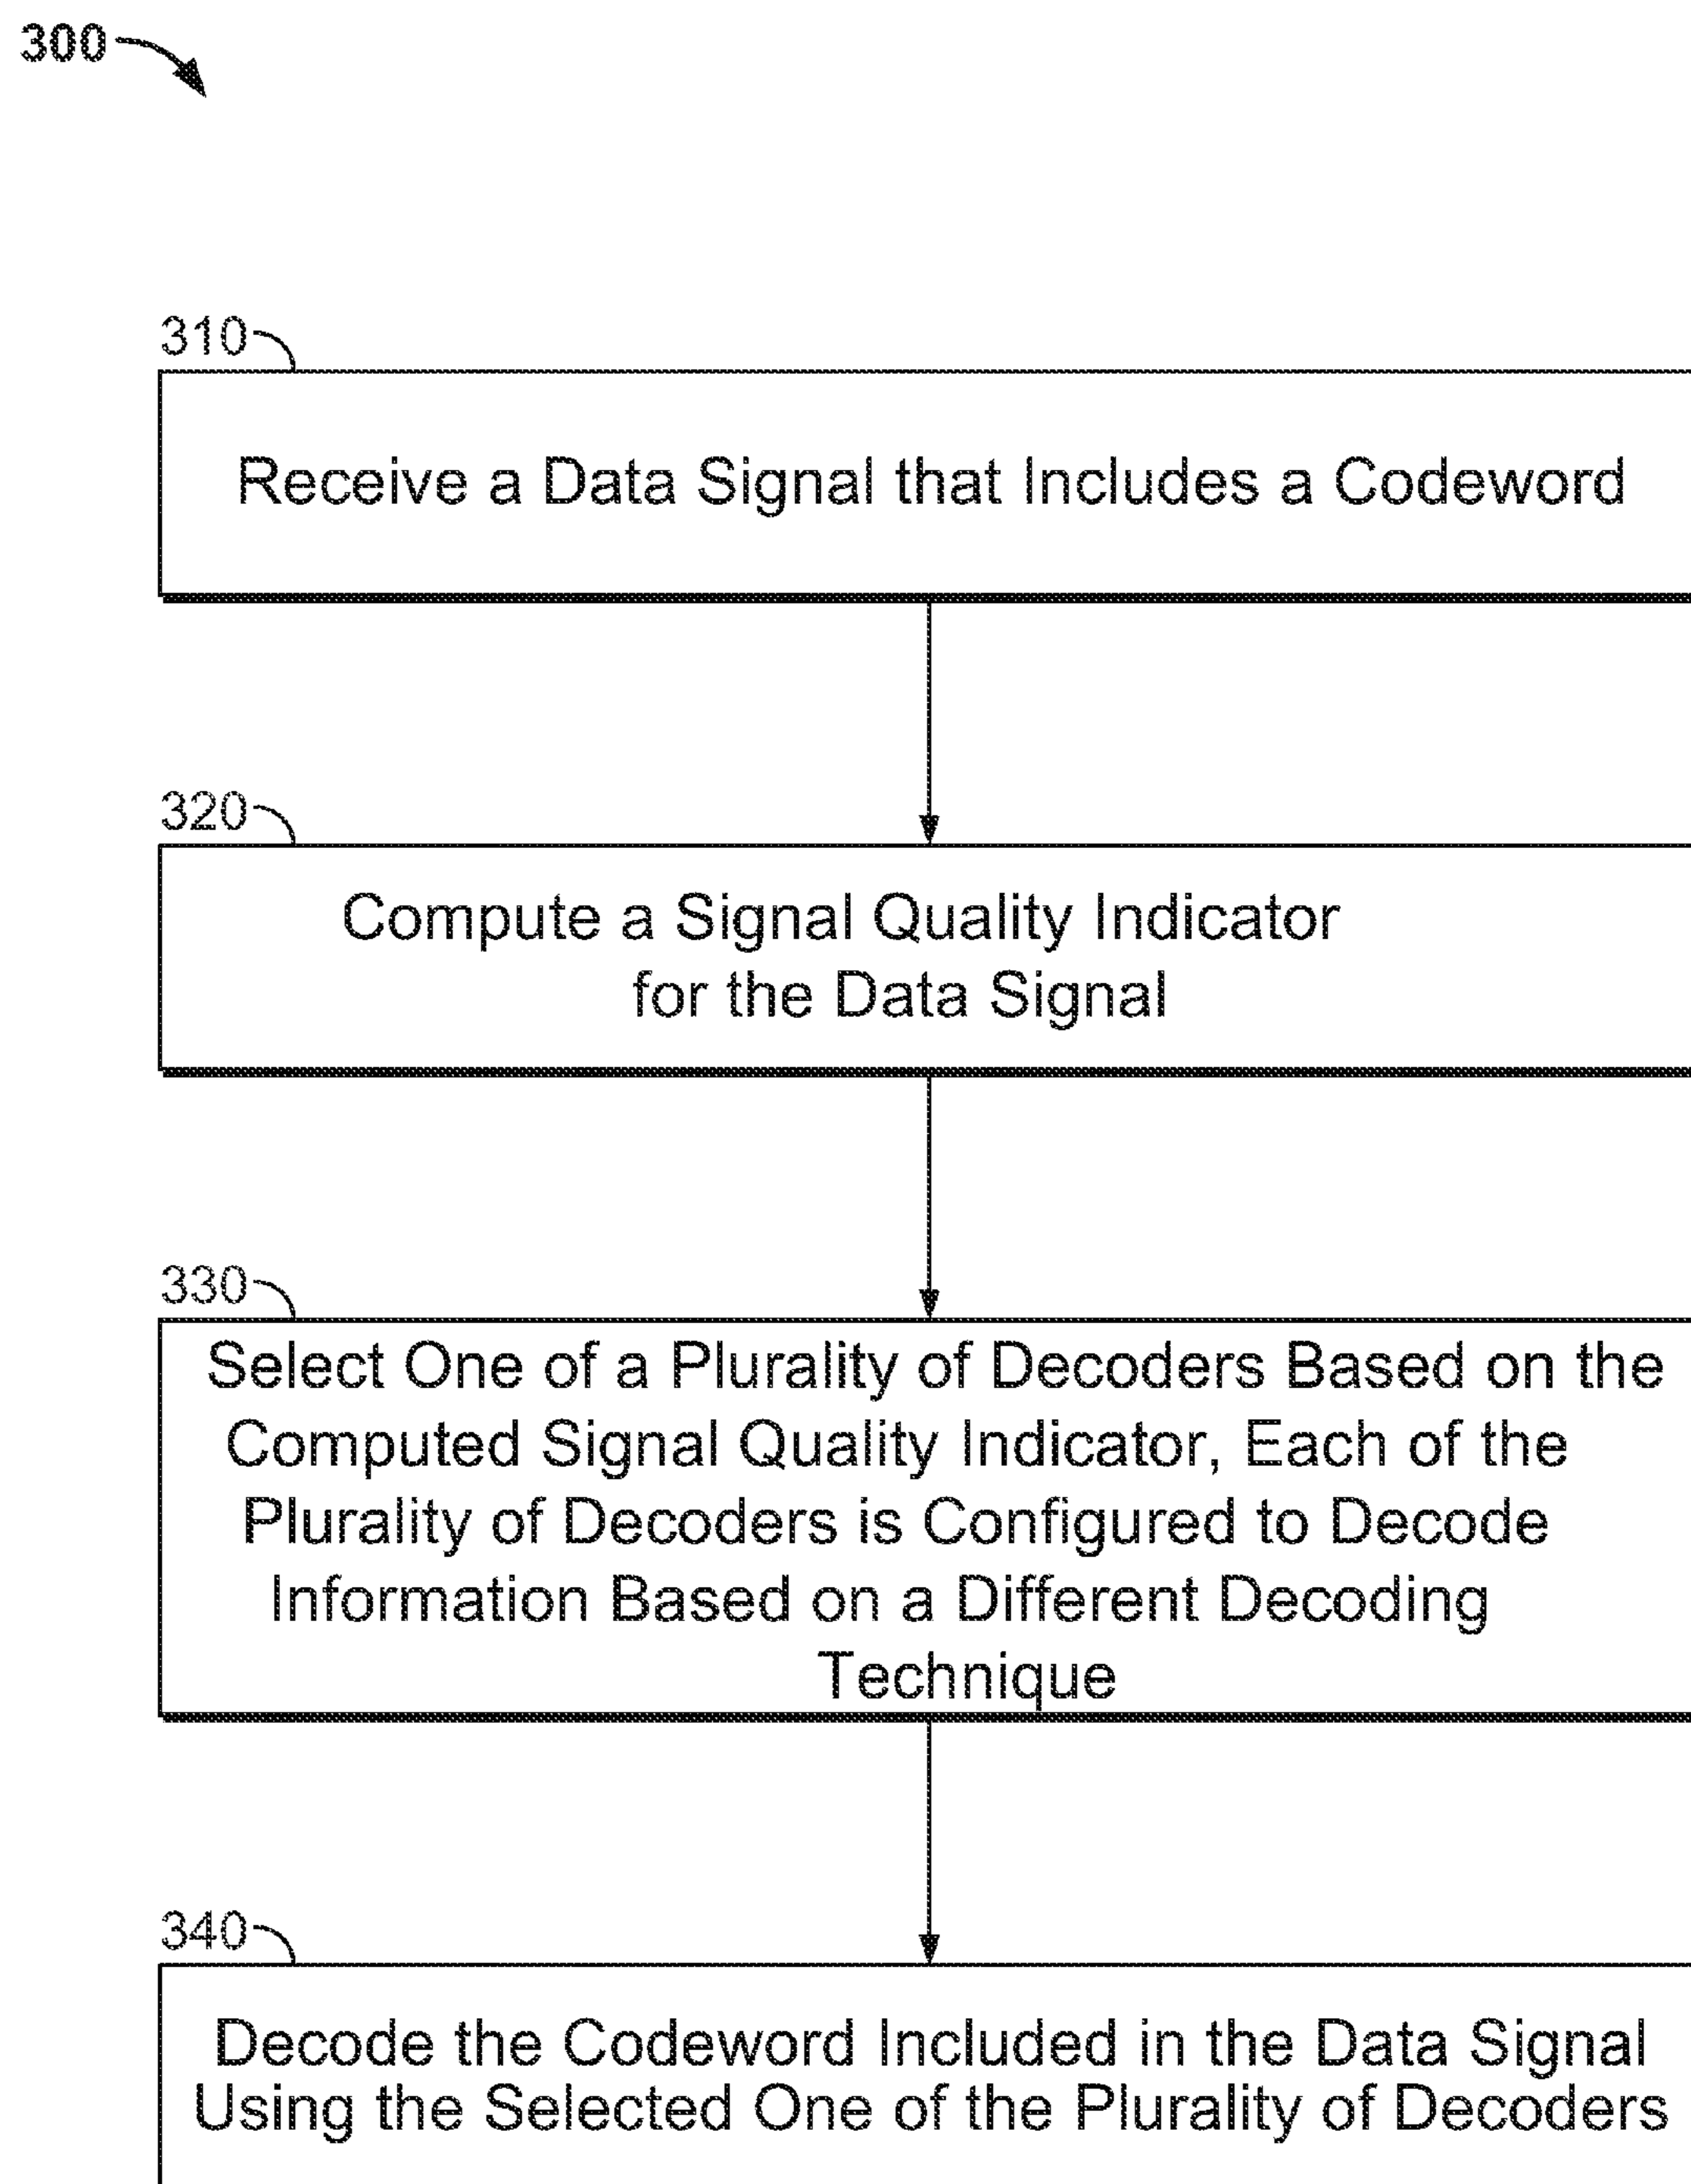 300
310
Receive a Data Signal that Includes a Codeword
320
Compute a Signal Quality Indicator
for the Data Signal
330
Select One of a Plurality of Decoders Based on the
Computed Signal Quality Indicator, Each of the
Plurality of Decoders is Configured to Decode
Information Based on a Different Decoding
Technique
340
Decode the Codeword Included in the Data Signal
Using the Selected One of the Plurality of Decoders